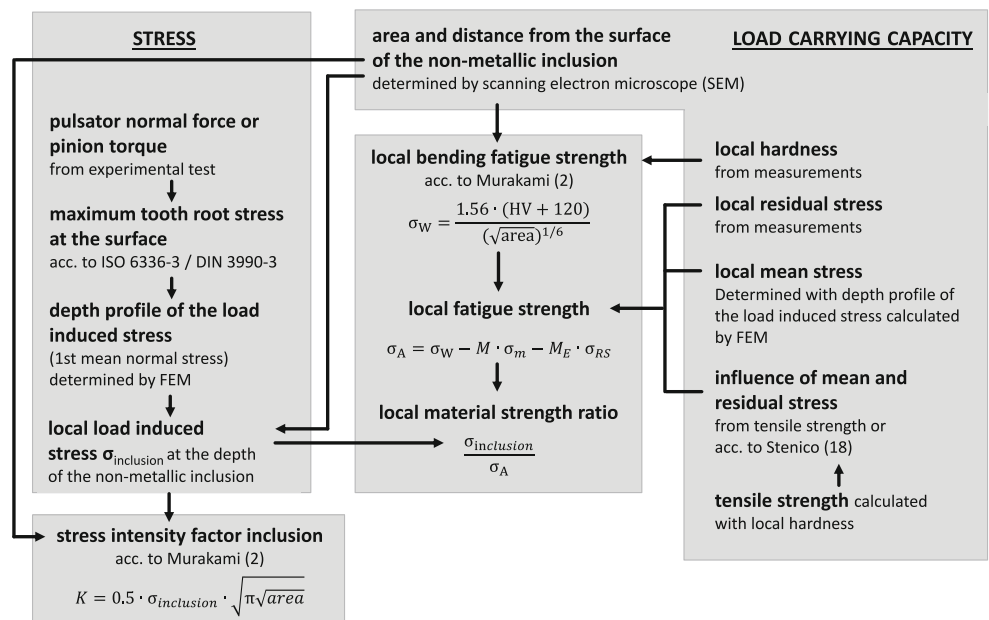 STRESS
pulsator normal force or
pinion torque
from experimental test
maximum tooth root stress
at the surface
acc. to ISO 6336-3 / DIN 3990-3
depth profile of the load
induced stress
(1st mean normal stress)
determined by FEM
local load induced
stress σinclusion at the depth
of the non-metallic inclusion
stress intensity factor inclusion
acc. to Murakami (2)
K = 0.5 · σinclusion · √(π√area)
area and distance from the surface
of the non-metallic inclusion
determined by scanning electron microscope (SEM)
local bending fatigue strength
acc. to Murakami (2)
σW = 1.56 · (HV + 120) / (√area)^1/6
local fatigue strength
σA = σW − M · σm − ME · σRS
local material strength ratio
σinclusion
σA
LOAD CARRYING CAPACITY
local hardness
from measurements
local residual stress
from measurements
local mean stress
Determined with depth profile of
the load induced stress calculated
by FEM
influence of mean and
residual stress
from tensile strength or
acc. to Stenico (18)
tensile strength calculated
with local hardness